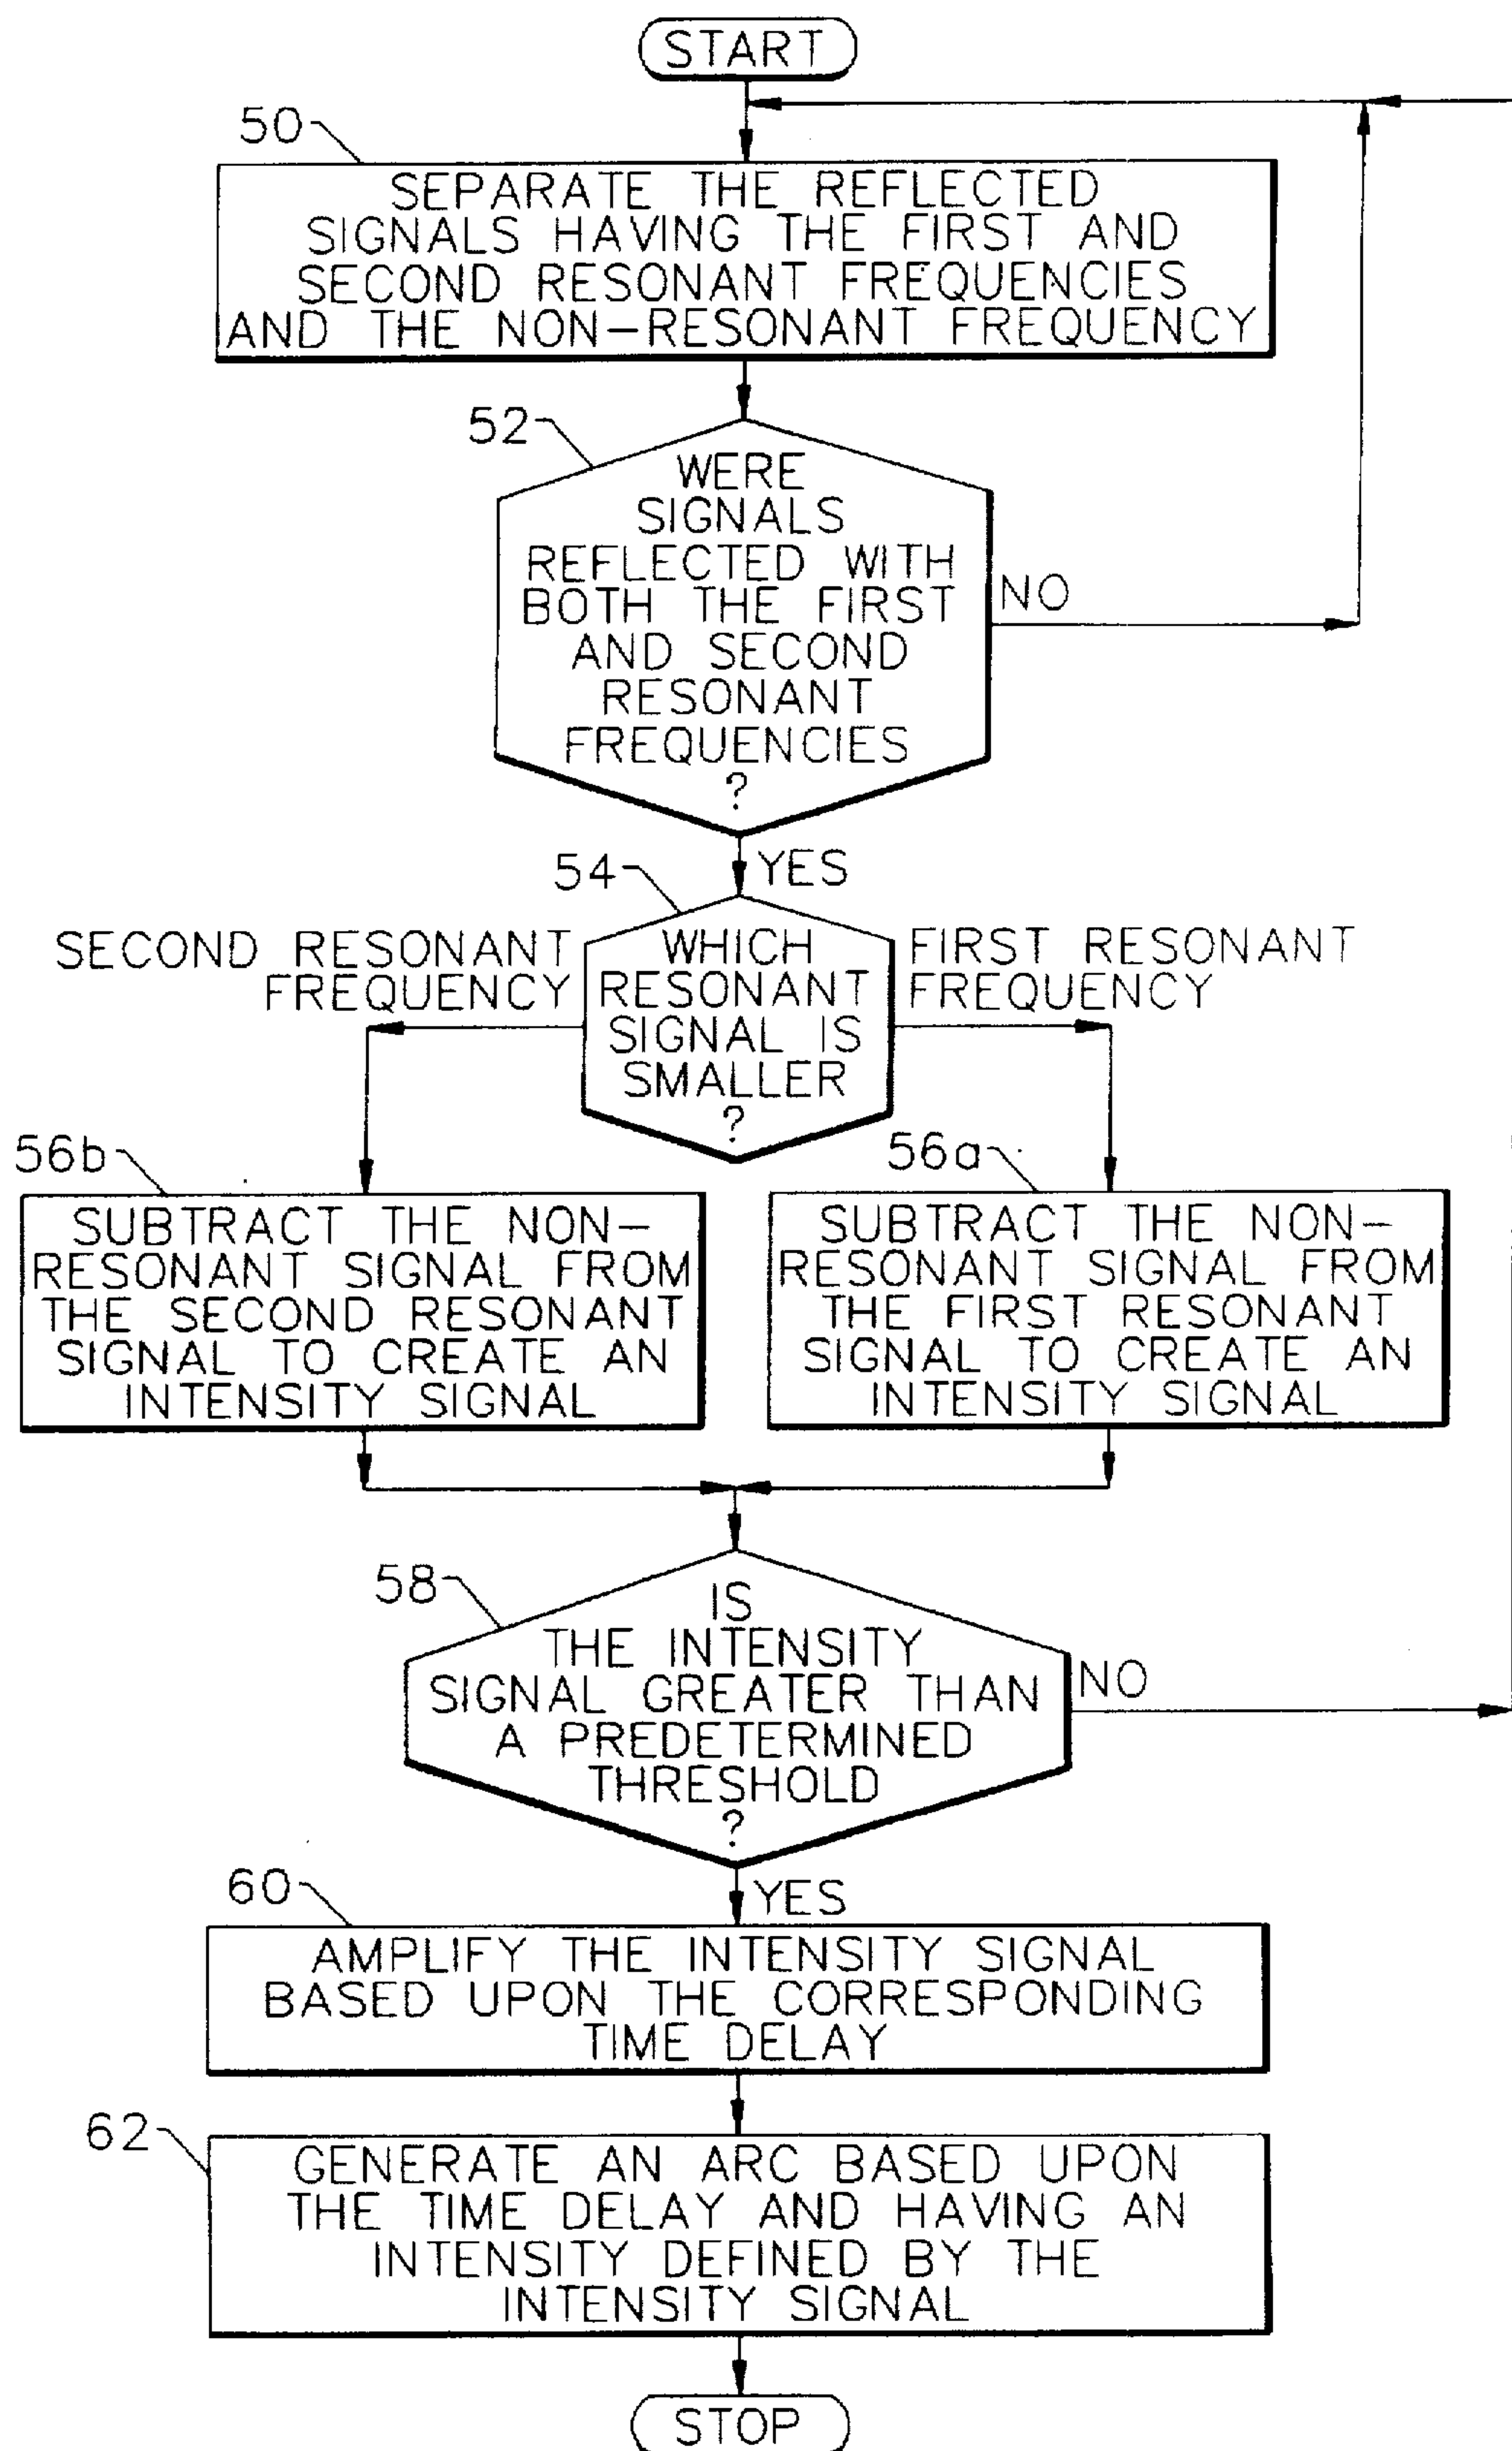 START
50
SEPARATE THE REFLECTED
SIGNALS HAVING THE FIRST AND
SECOND RESONANT FREQUENCIES
AND THE NON-RESONANT FREQUENCY
52
WERE
SIGNALS
REFLECTED WITH
BOTH THE FIRST
AND SECOND
RESONANT
FREQUENCIES
?
NO
YES
54
SECOND RESONANT
FREQUENCY
WHICH
RESONANT
SIGNAL IS
SMALLER
?
FIRST RESONANT
FREQUENCY
56b
SUBTRACT THE NON-
RESONANT SIGNAL FROM
THE SECOND RESONANT
SIGNAL TO CREATE AN
INTENSITY SIGNAL
56a
SUBTRACT THE NON-
RESONANT SIGNAL FROM
THE FIRST RESONANT
SIGNAL TO CREATE AN
INTENSITY SIGNAL
58
IS
THE INTENSITY
SIGNAL GREATER THAN
A PREDETERMINED
THRESHOLD
?
NO
YES
60
AMPLIFY THE INTENSITY SIGNAL
BASED UPON THE CORRESPONDING
TIME DELAY
62
GENERATE AN ARC BASED UPON
THE TIME DELAY AND HAVING AN
INTENSITY DEFINED BY THE
INTENSITY SIGNAL
STOP